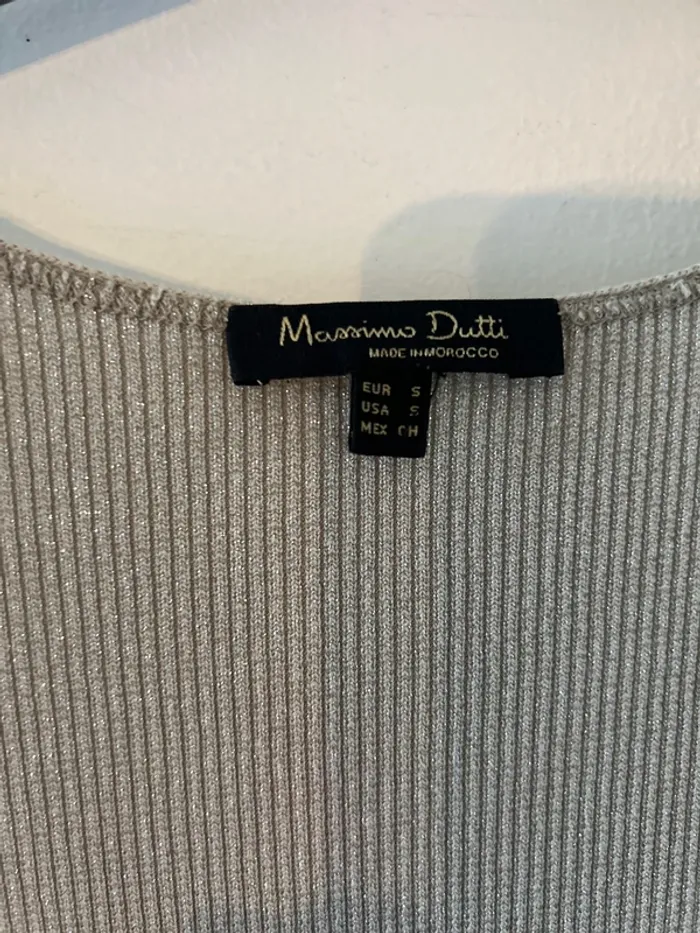 Massimo Dutti
MADE IN MOROCCO
EUR S
USA S
MEX CH